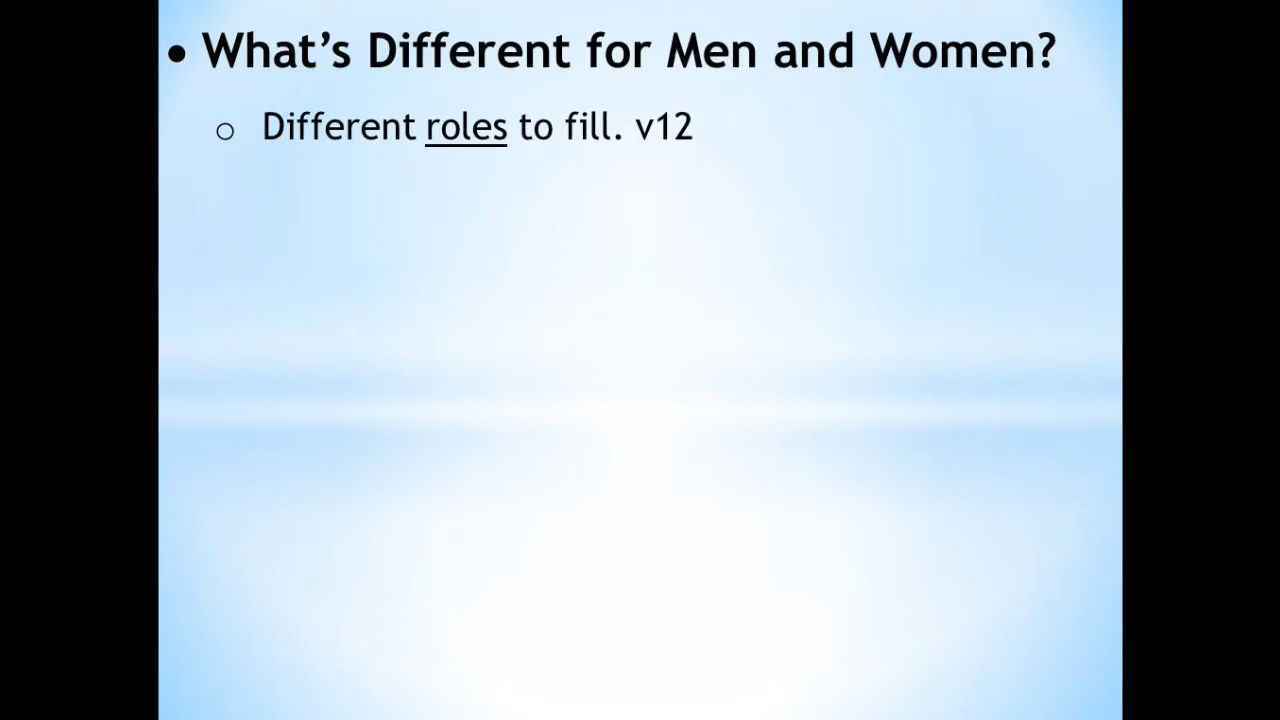 • What’s Different for Men and Women?
o Different roles to fill. v12